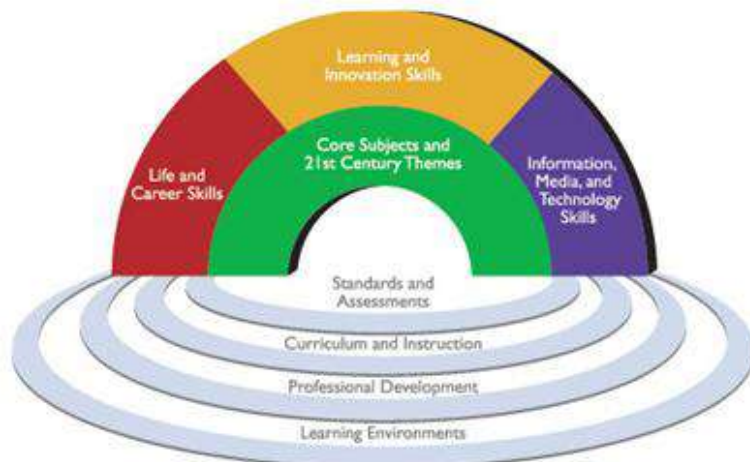 Learning and
Innovation Skills
Core Subjects and
21st Century Themes
Life and
Career Skills
Information,
Media, and
Technology
Skills
Standards and
Assessments
Curriculum and Instruction
Professional Development
Learning Environments